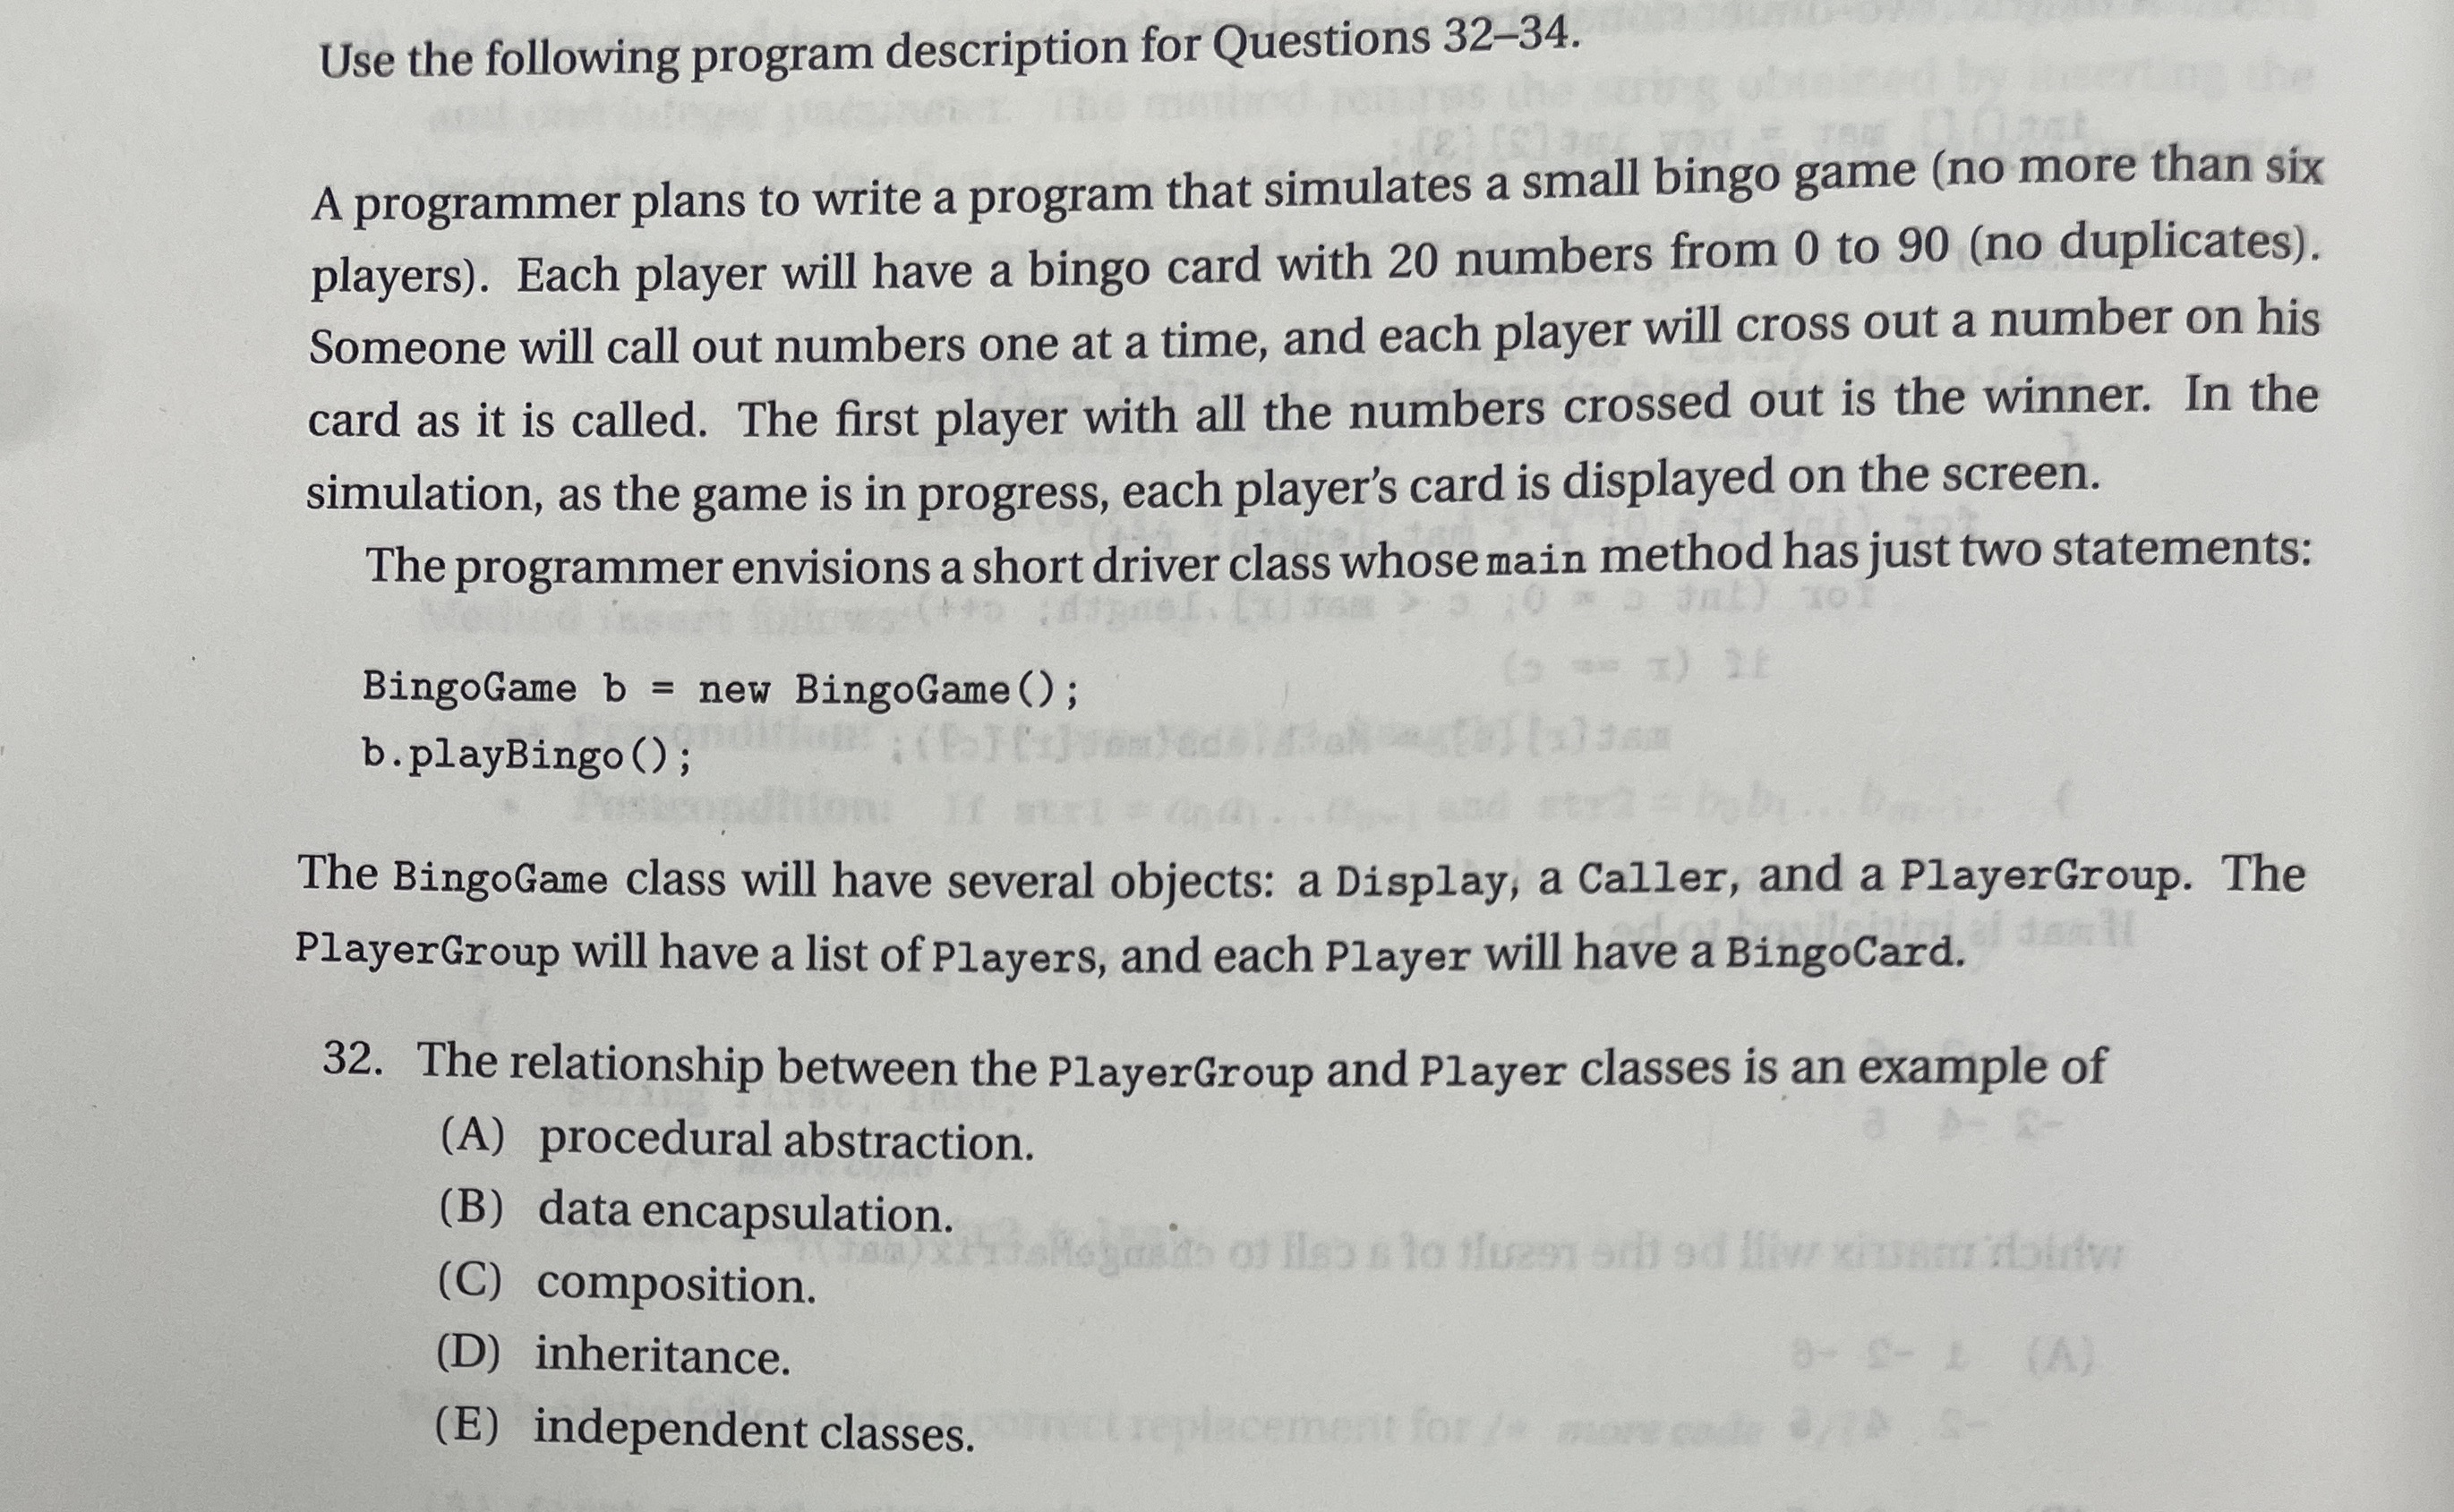 Use the following program description for Questions 32–34.
A programmer plans to write a program that simulates a small bingo game (no more than six
players). Each player will have a bingo card with 20 numbers from 0 to 90 (no duplicates).
Someone will call out numbers one at a time, and each player will cross out a number on his
card as it is called. The first player with all the numbers crossed out is the winner. In the
simulation, as the game is in progress, each player's card is displayed on the screen.
The programmer envisions a short driver class whose main method has just two statements:
BingoGame b = new BingoGame();
b.playBingo();
The BingoGame class will have several objects: a Display, a Caller, and a PlayerGroup. The
PlayerGroup will have a list of Players, and each Player will have a BingoCard.
32. The relationship between the PlayerGroup and Player classes is an example of
(A) procedural abstraction.
(B) data encapsulation.
(C) composition.
(D) inheritance.
(E) independent classes.